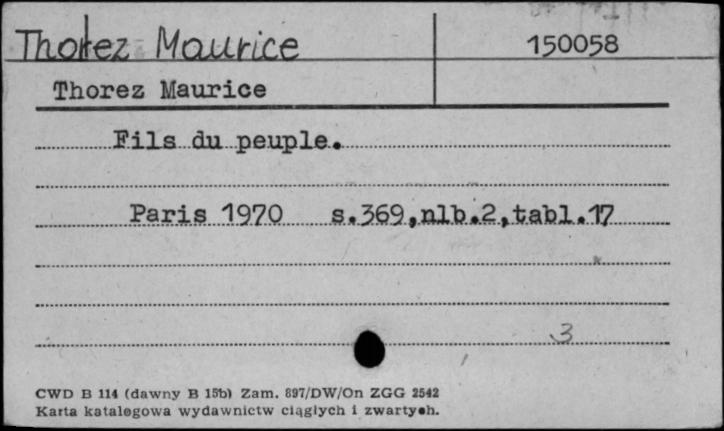 Thorez Maurice 150058
Thorez Maurice
Fils du peuple.
Paris 1970 s.369,nlb.2,tabl.17
3
CWD B 114 (dawny B 15b) Zam. 897/DW/On ZGG 2542
Karta katalogowa wydawnictw ciągłych i zwartych.